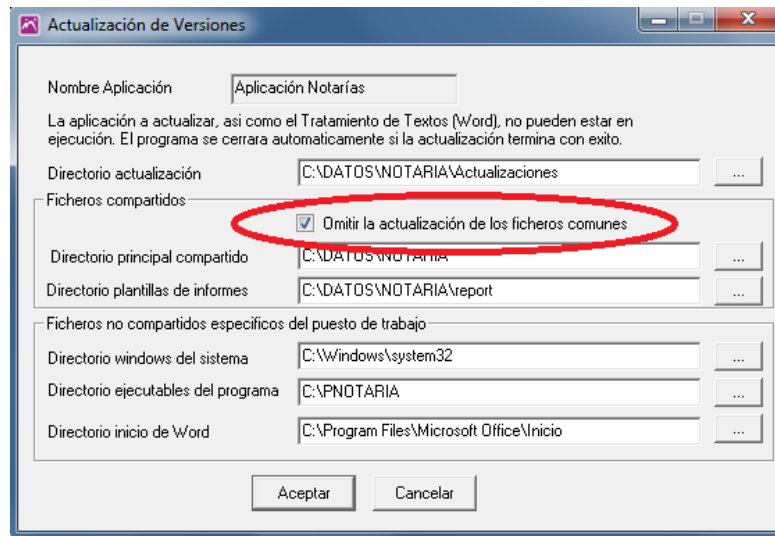 Actualización de Versiones
Nombre Aplicación Aplicación Notarías
La aplicación a actualizar, asi como el Tratamiento de Textos (Word), no pueden estar en
ejecución. El programa se cerrara automaticamente si la actualización termina con exito.
Directorio actualización C:\DATOS\NOTARIA\Actualizaciones ...
Ficheros compartidos
Omitir la actualización de los ficheros comunes
Directorio principal compartido C:\DATOS\NOTARIA ...
Directorio plantillas de informes C:\DATOS\NOTARIA\report ...
Ficheros no compartidos especificos del puesto de trabajo
Directorio windows del sistema C:\Windows\system32 ...
Directorio ejecutables del programa C:\PNOTARIA ...
Directorio inicio de Word C:\Program Files\Microsoft Office\Inicio ...
Aceptar Cancelar